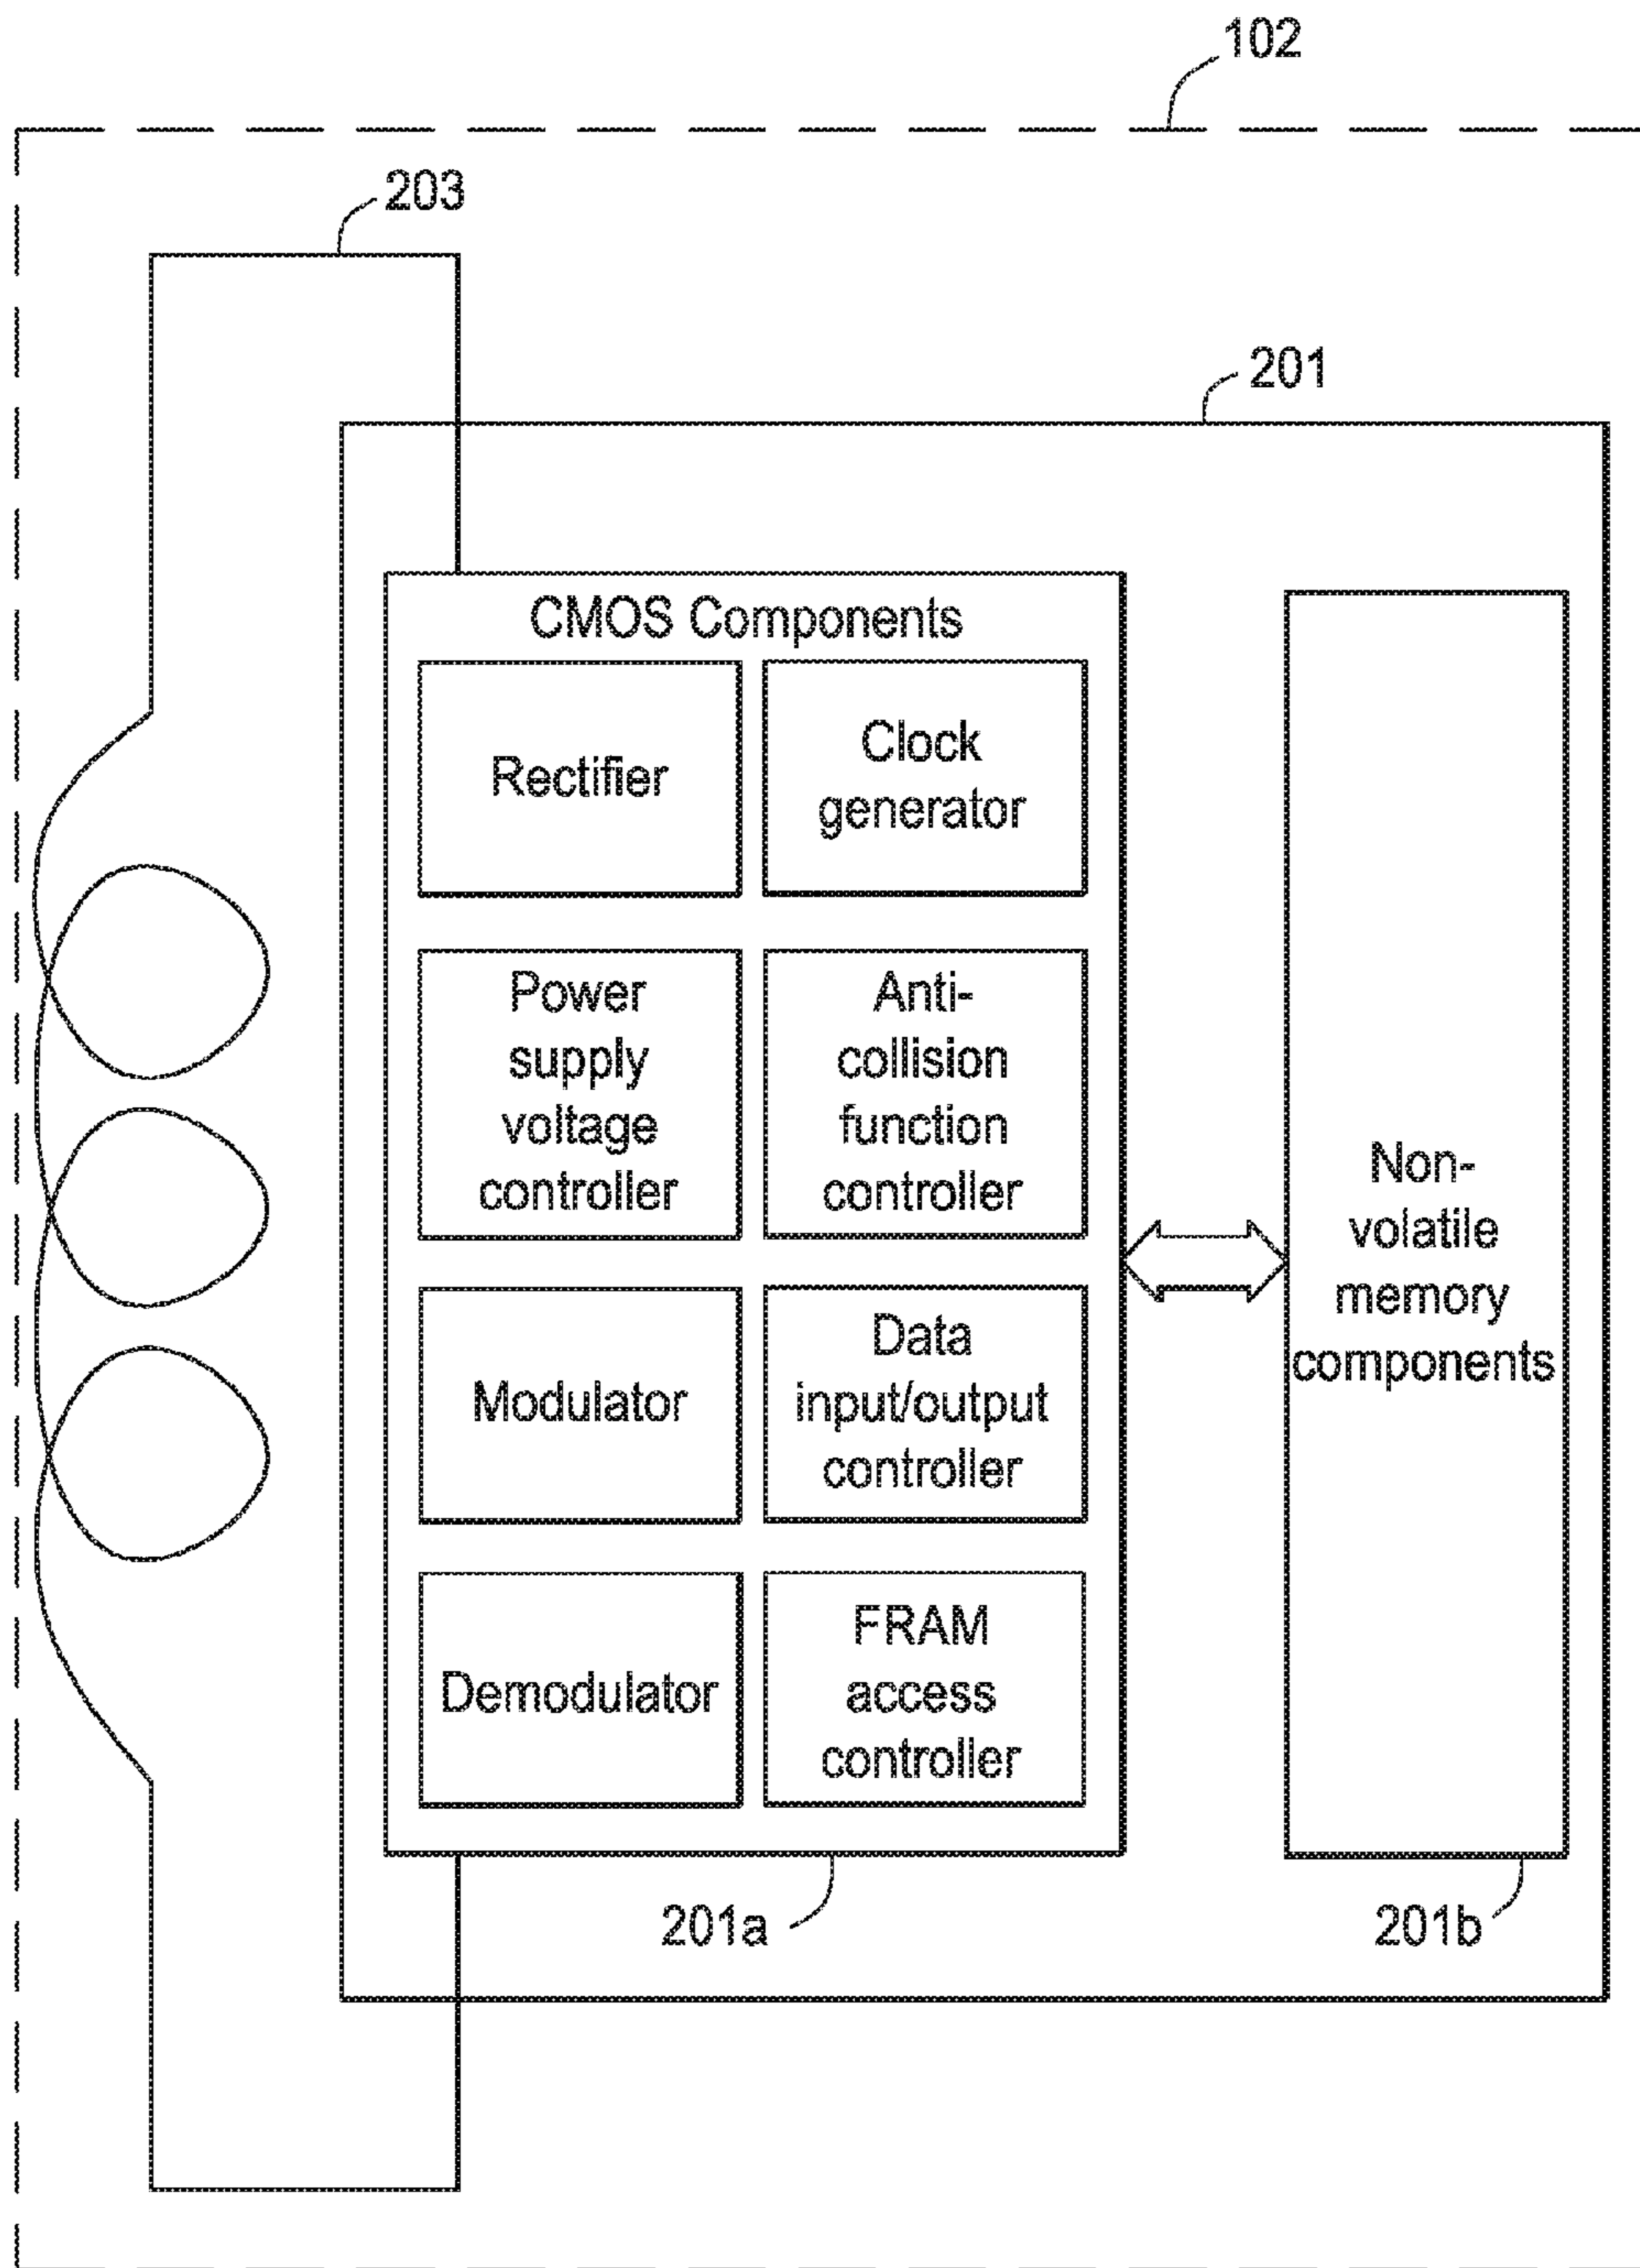 102
203
201
CMOS Components
Rectifier
Clock
generator
Power
supply
voltage
controller
Anti-
collision
function
controller
Modulator
Data
input/output
controller
Demodulator
FRAM
access
controller
Non-
volatile
memory
components
201a
201b